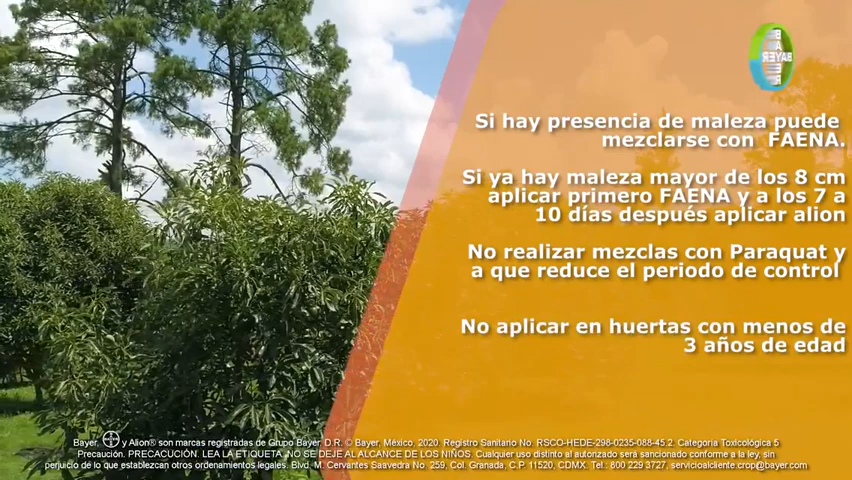 BAYER
BAYER
Si hay presencia de maleza puede
mezclarse con FAENA.
Si ya hay maleza mayor de los 8 cm
aplicar primero FAENA y a los 7 a
10 días después aplicar alion
No realizar mezclas con Paraquat y
a que reduce el periodo de control
No aplicar en huertas con menos de
3 años de edad
Bayer, y Alion® son marcas registradas de Grupo Bayer. D.R. © Bayer, México, 2020. Registro Sanitario No. RSCO-HEDE-298-0235-088-45.2. Categoría Toxicológica 5
Precaución. PRECACUCIÓN. LEA LA ETIQUETA .NO SE DEJE AL ALCANCE DE LOS NIÑOS. Cualquier uso distinto al autorizado será sancionado conforme a la ley, sin
perjuicio de lo que establezcan otros ordenamientos legales. Blvd. M. Cervantes Saavedra No. 259, Col. Granada, C.P. 11520, CDMX. Tel.: 800 229 3727, servicioalcliente.crop@bayer.com